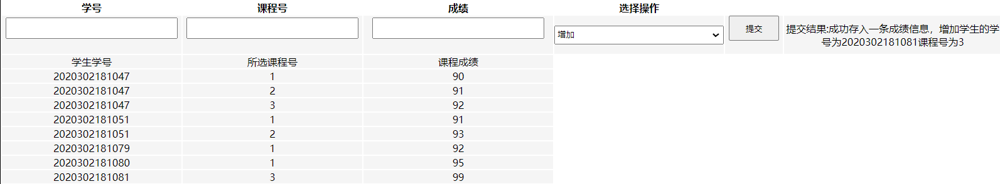 学号 课程号 成绩 选择操作
增加 提交 提交结果:成功存入一条成绩信息，增加学生的学
号为2020302181081课程号为3
学生学号 所选课程号 课程成绩
2020302181047 1 90
2020302181047 2 91
2020302181047 3 92
2020302181051 1 91
2020302181051 2 93
2020302181079 1 92
2020302181080 1 95
2020302181081 3 99